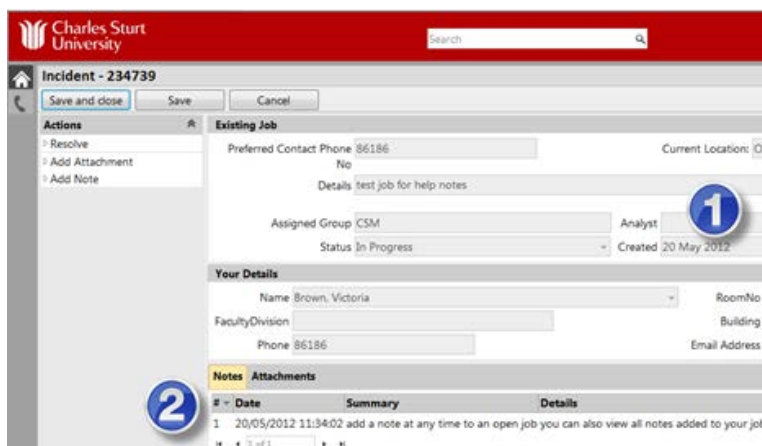 Charles Sturt
University
Search
Incident - 234739
Save and close Save Cancel
Actions
Resolve
Add Attachment
Add Note
Existing Job
Preferred Contact Phone No 86186 Current Location: O
Details test job for help notes
Assigned Group CSM Analyst
Status In Progress Created 20 May 2012
1
Your Details
Name Brown, Victoria RoomNo
FacultyDivision Building
Phone 86186 Email Address
Notes Attachments
2
# Date Summary Details
1 20/05/2012 11:34:02 add a note at any time to an open job you can also view all notes added to your job
1 of 1